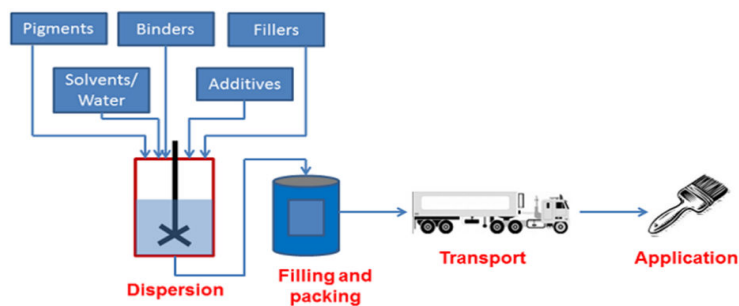 Pigments
Binders
Fillers
Solvents/
Water
Additives
Dispersion
Filling and
packing
Transport
Application